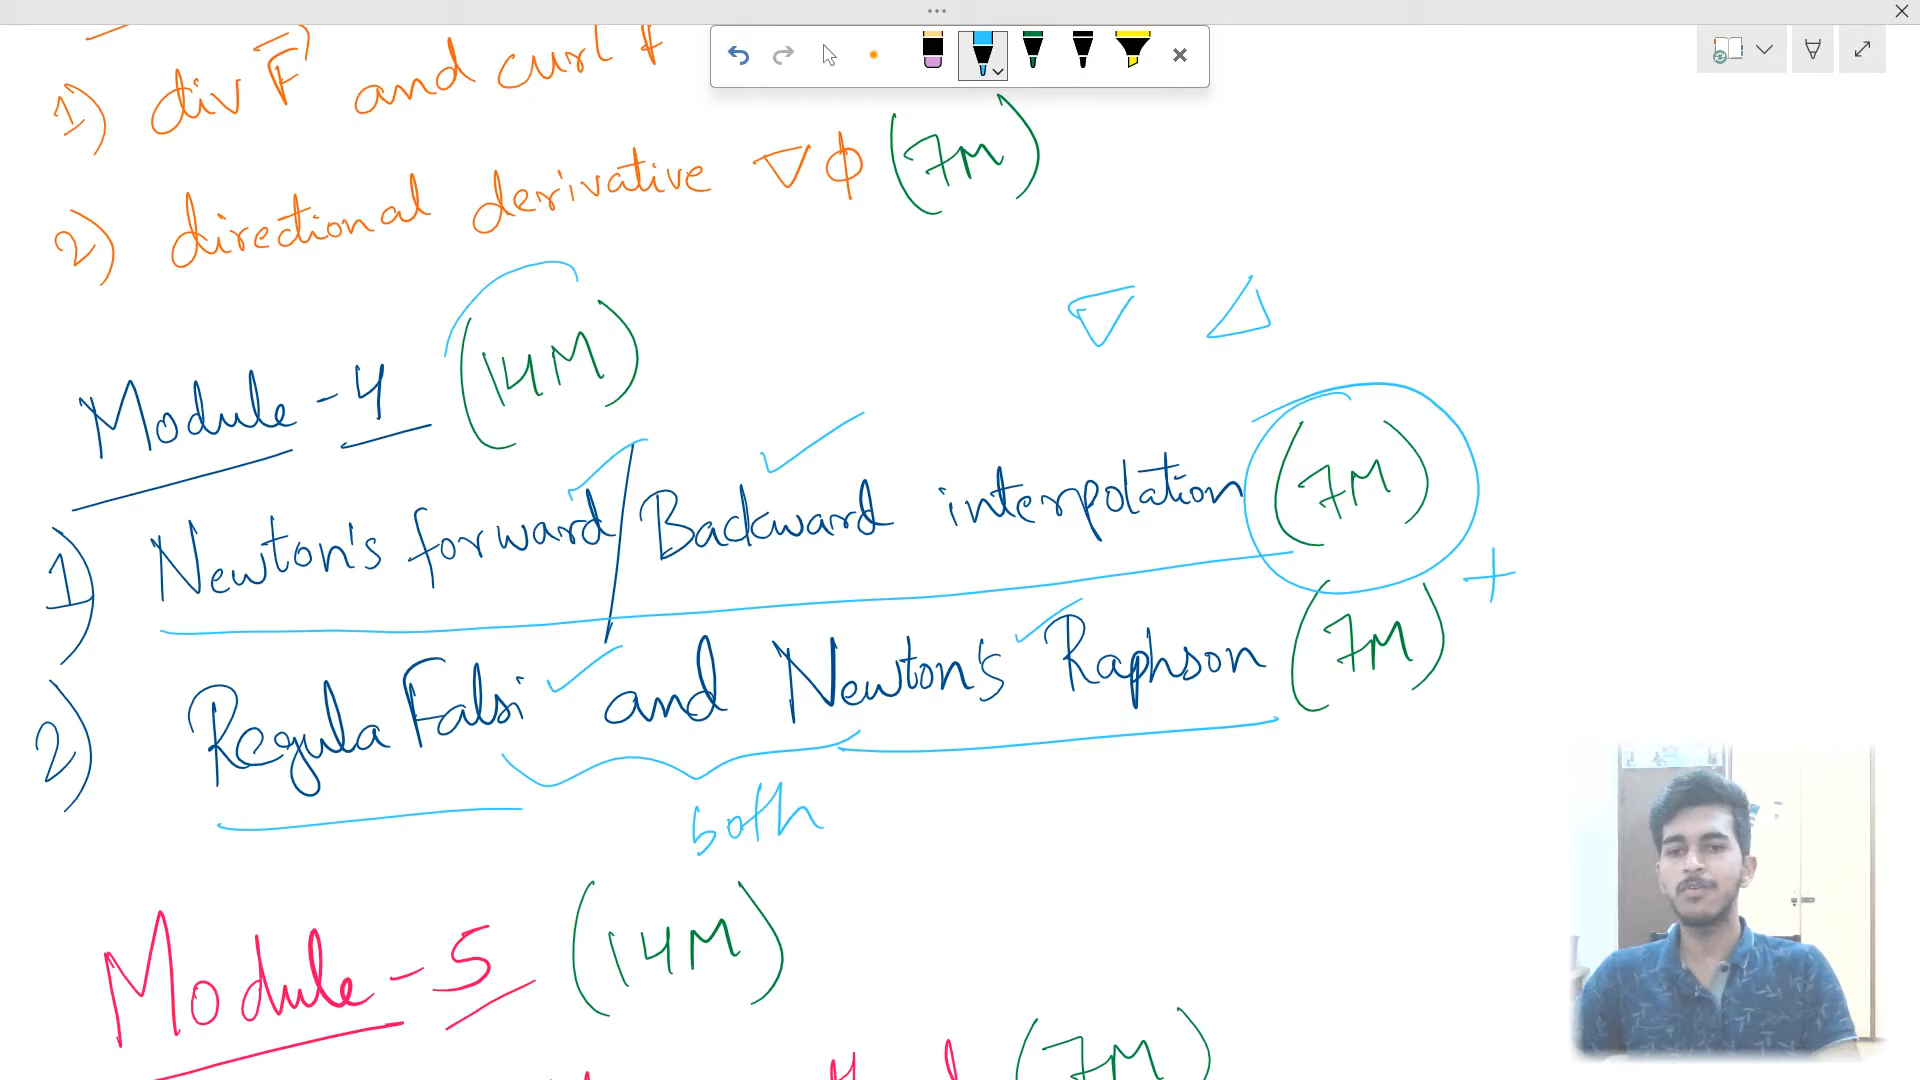 1) div F and curl F
2) directional derivative ∇ϕ (7M)
∇ Δ
Module-4 (14M)
1) Newton's forward/Backward interpolation (7M)
+
2) Regula Falsi and Newton's Raphson (7M)
both
Module-5 (14M)
(7M)